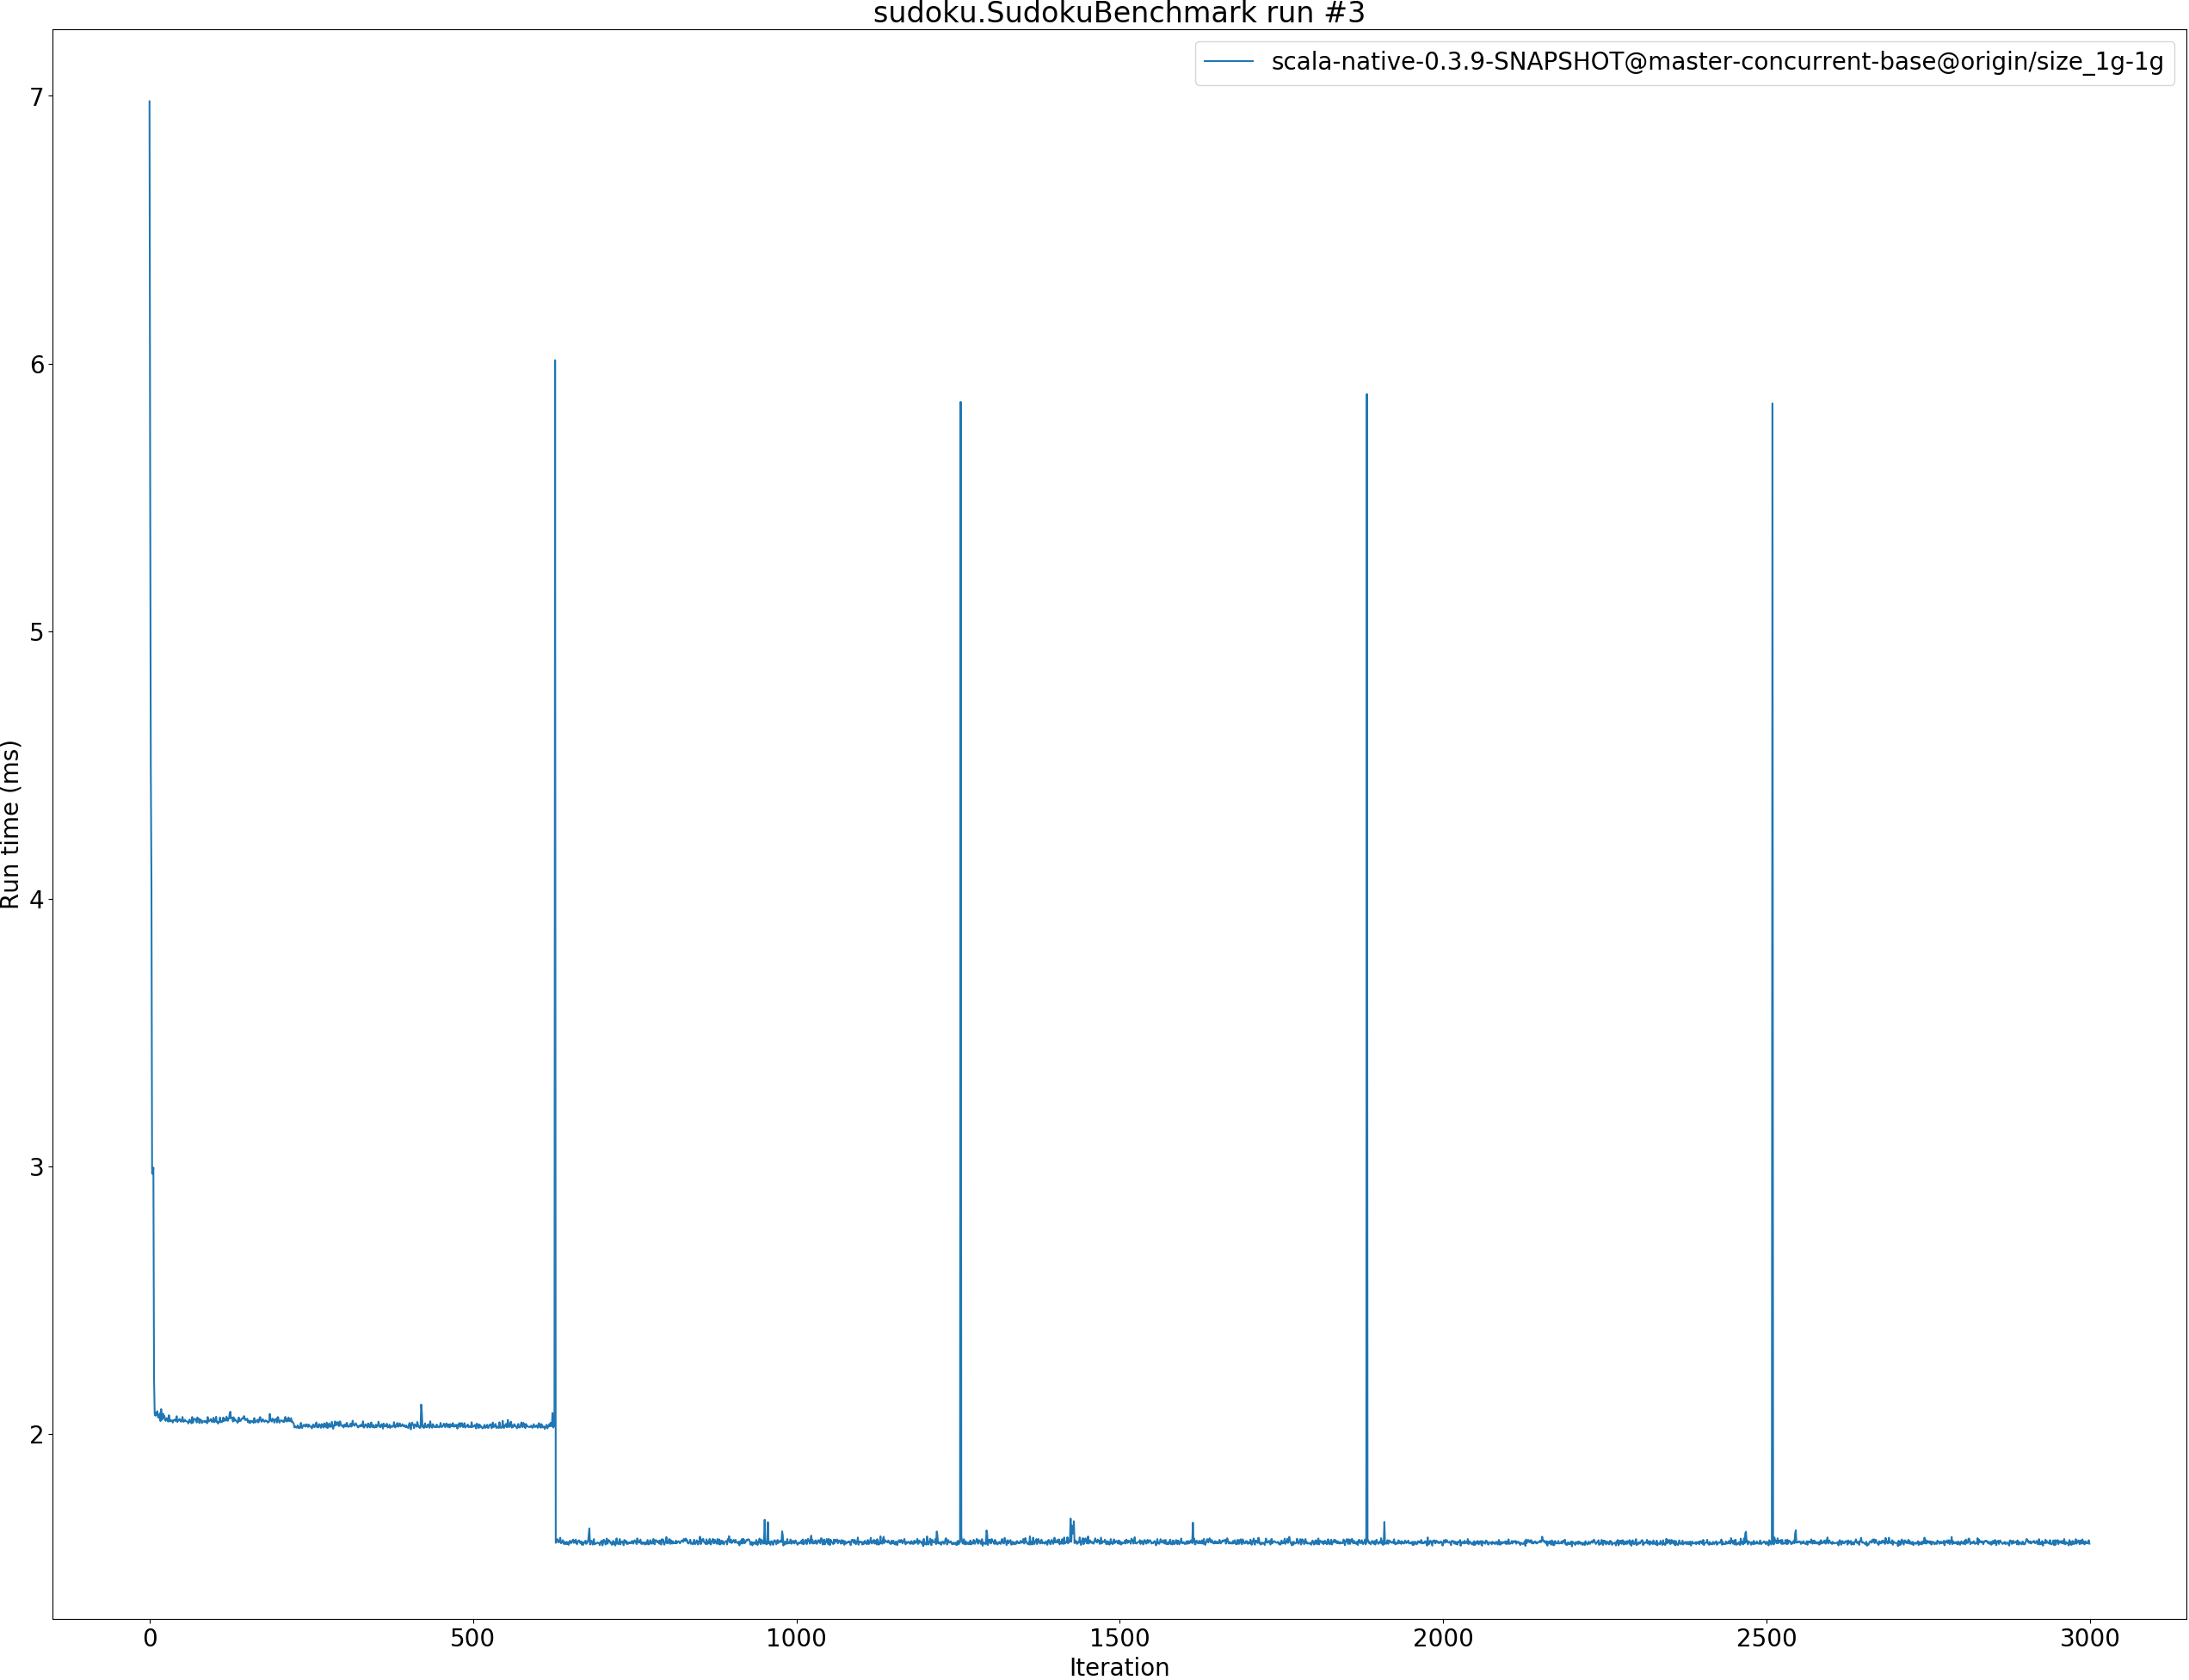 sudoku.SudokuBenchmark run #3
scala-native-0.3.9-SNAPSHOT@master-concurrent-base@origin/size_1g-1g
Run time (ms)
7
6
5
4
3
2
0 500 1000 1500 2000 2500 3000
Iteration